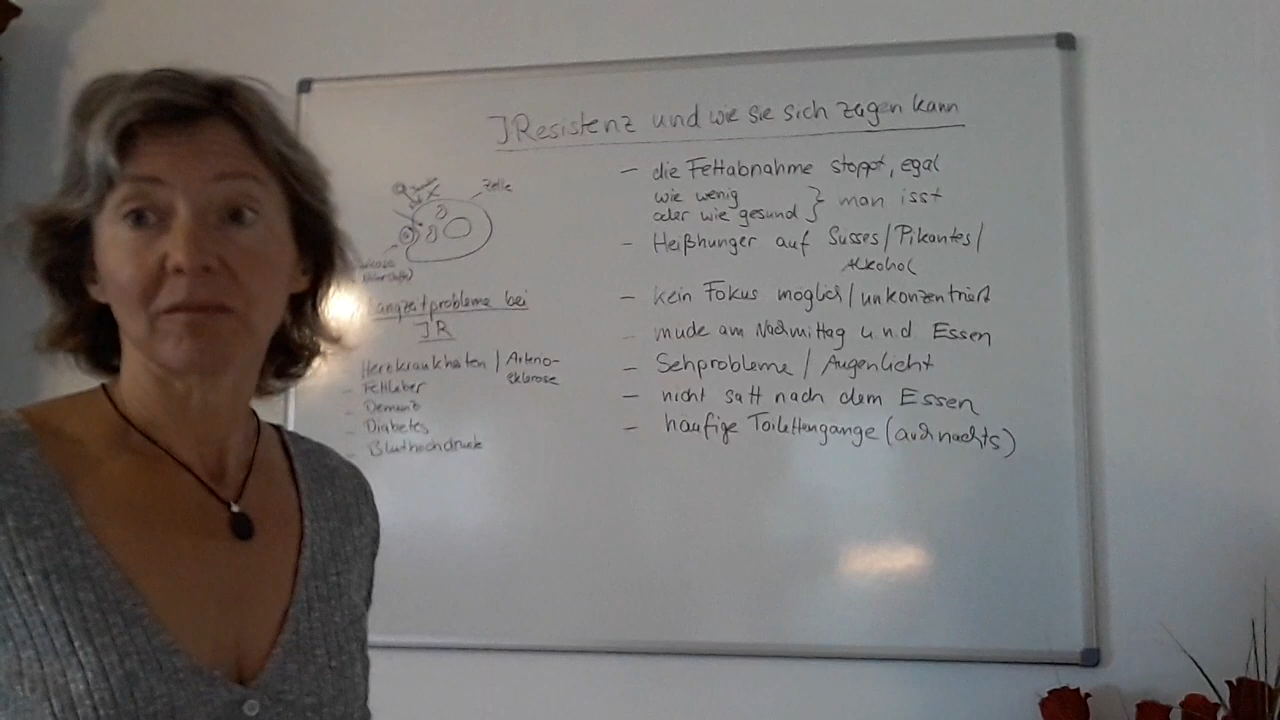 IResistenz und wie sie sich zeigen kann
Zelle
Langzeitprobleme bei
IR
Herzkrankheiten / Arterio-
sklerose
- Fettleber
- Demenz
- Diabetes
- Bluthochdruck
- die Fettabnahme stoppt, egal
wie wenig
oder wie gesund } man isst
- Heißhunger auf Süsses / Pikantes /
Alkohol
- kein Fokus möglich / unkonzentriert
- müde am Nachmittag u. n. d Essen
- Sehprobleme / Augenlicht
- nicht satt nach dem Essen
- häufige Toilettengänge (auch nachts)